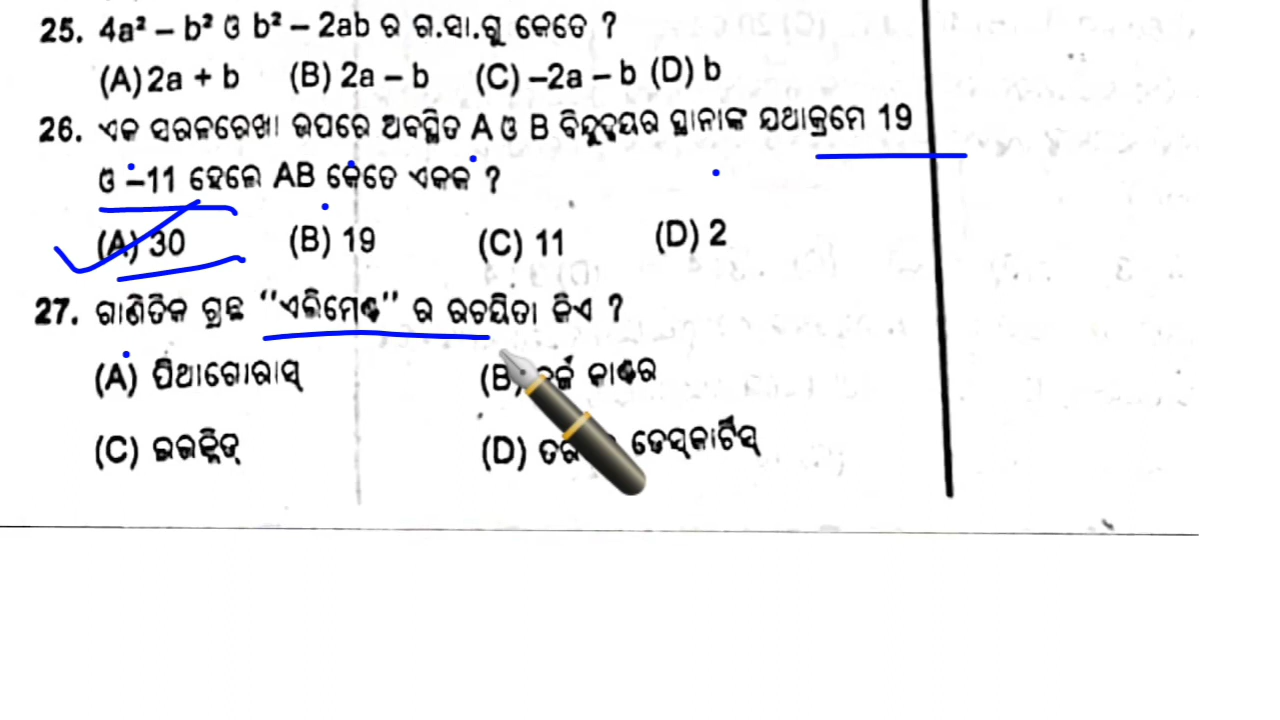 25. 4a² – b² ଓ b² – 2ab ର ଗ.ସା.ଗୁ କେତେ ?
(A) 2a + b (B) 2a – b (C) –2a – b (D) b
26. ଏକ ସରଳରେଖା ଉପରେ ଅବସ୍ଥିତ A ଓ B ବିନ୍ଦୁଦ୍ୱୟର ସ୍ଥାନାଙ୍କ ଯଥାକ୍ରମେ 19
ଓ –11 ହେଲେ AB କେତେ ଏକକ ?
(A) 30 (B) 19 (C) 11 (D) 2
27. ଗାଣିତିକ ଗ୍ରନ୍ଥ "ଏଲିମେଣ୍ଟ" ର ରଚୟିତା କିଏ ?
(A) ପିଥାଗୋରାସ୍ (B) କାଣ୍ଟର
(C) ଇଉକ୍ଲିଡ୍ (D) ଡେସ୍କାର୍ଟିସ୍